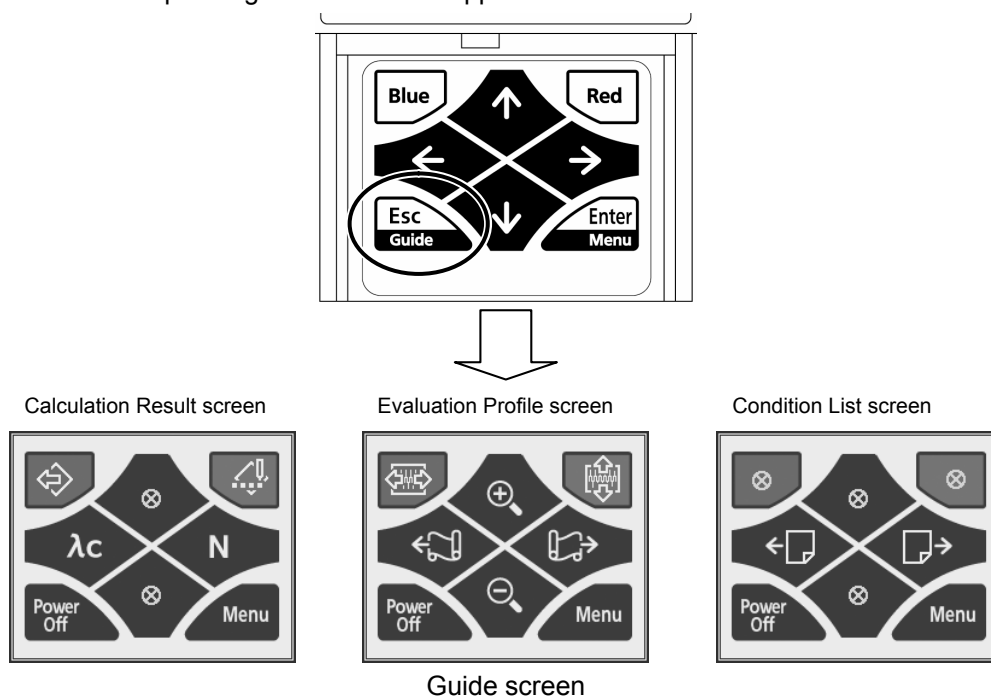 Blue
Red
Esc
Guide
Enter
Menu
Calculation Result screen
Evaluation Profile screen
Condition List screen
λc
N
Power
Off
Menu
Power
Off
Menu
Power
Off
Menu
Guide screen